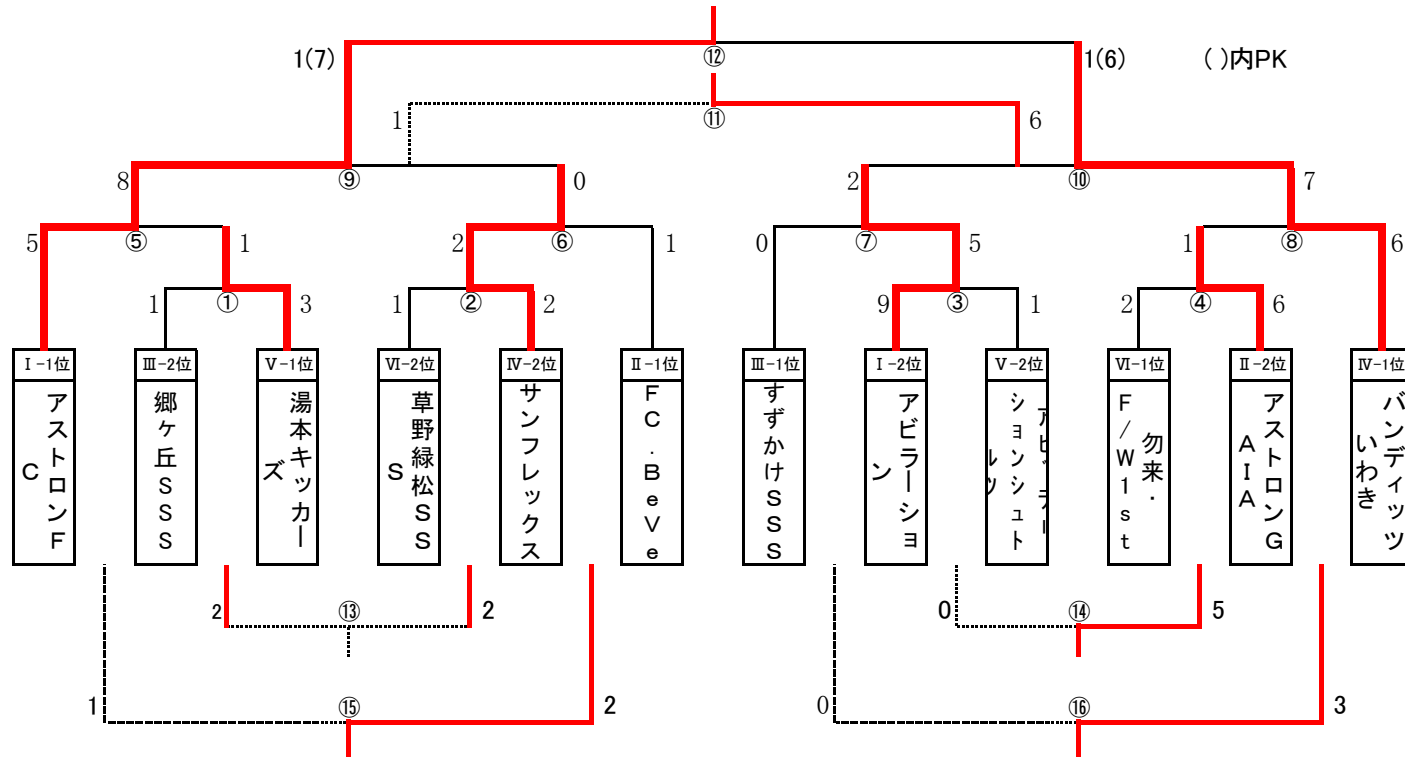 ⑫
1(7)
1(6)
( )内PK
1
⑪
6
8
⑨
0
2
⑩
7
5
⑤
1
2
⑥
1
0
⑦
5
1
⑧
6
1
①
3
1
②
2
9
③
1
2
④
6
Ⅰ-1位
Ⅲ-2位
Ⅴ-1位
Ⅵ-2位
Ⅳ-2位
Ⅱ-1位
Ⅲ-1位
Ⅰ-2位
Ⅴ-2位
Ⅵ-1位
Ⅱ-2位
Ⅳ-1位
アストロンF
C
郷ヶ丘SSS
湯本キッカー
ズ
草野緑松SS
S
サンフレックス
FC.BeVe
すずかけSSS
アビラーショ
ン
ションシュト
勿来・
F/W1st
アストロンG
AIA
バンディッツ
いわき
2
⑬
2
0
⑭
5
1
⑮
2
0
⑯
3